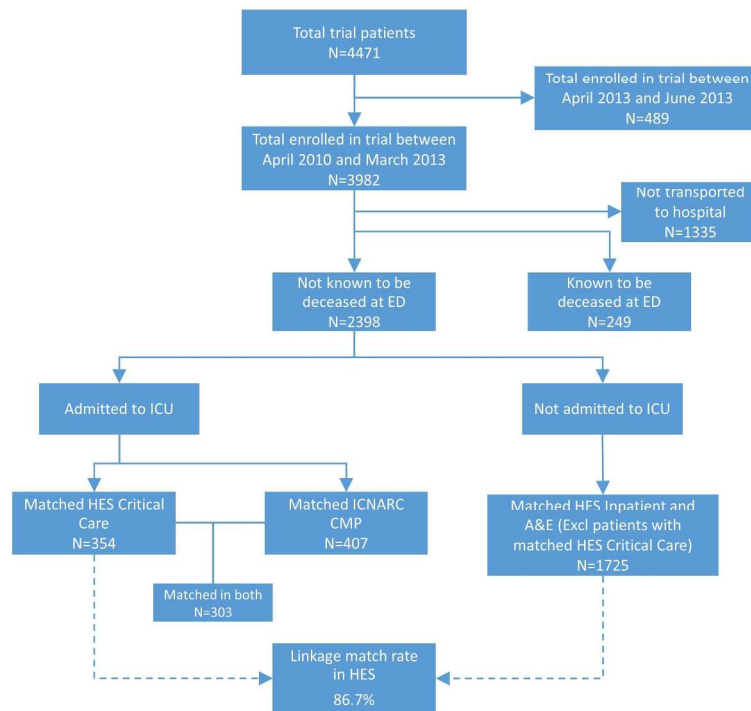 Total trial patients
N=4471
Total enrolled in trial between
April 2013 and June 2013
N=489
Total enrolled in trial between
April 2010 and March 2013
N=3982
Not transported
to hospital
N=1335
Not known to be
deceased at ED
N=2398
Known to be
deceased at ED
N=249
Admitted to ICU
Not admitted to ICU
Matched HES Critical
Care
N=354
Matched ICNARC
CMP
N=407
Matched HES Inpatient and
A&E (Excl patients with
matched HES Critical Care)
N=1725
Matched in both
N=303
Linkage match rate
in HES
86.7%